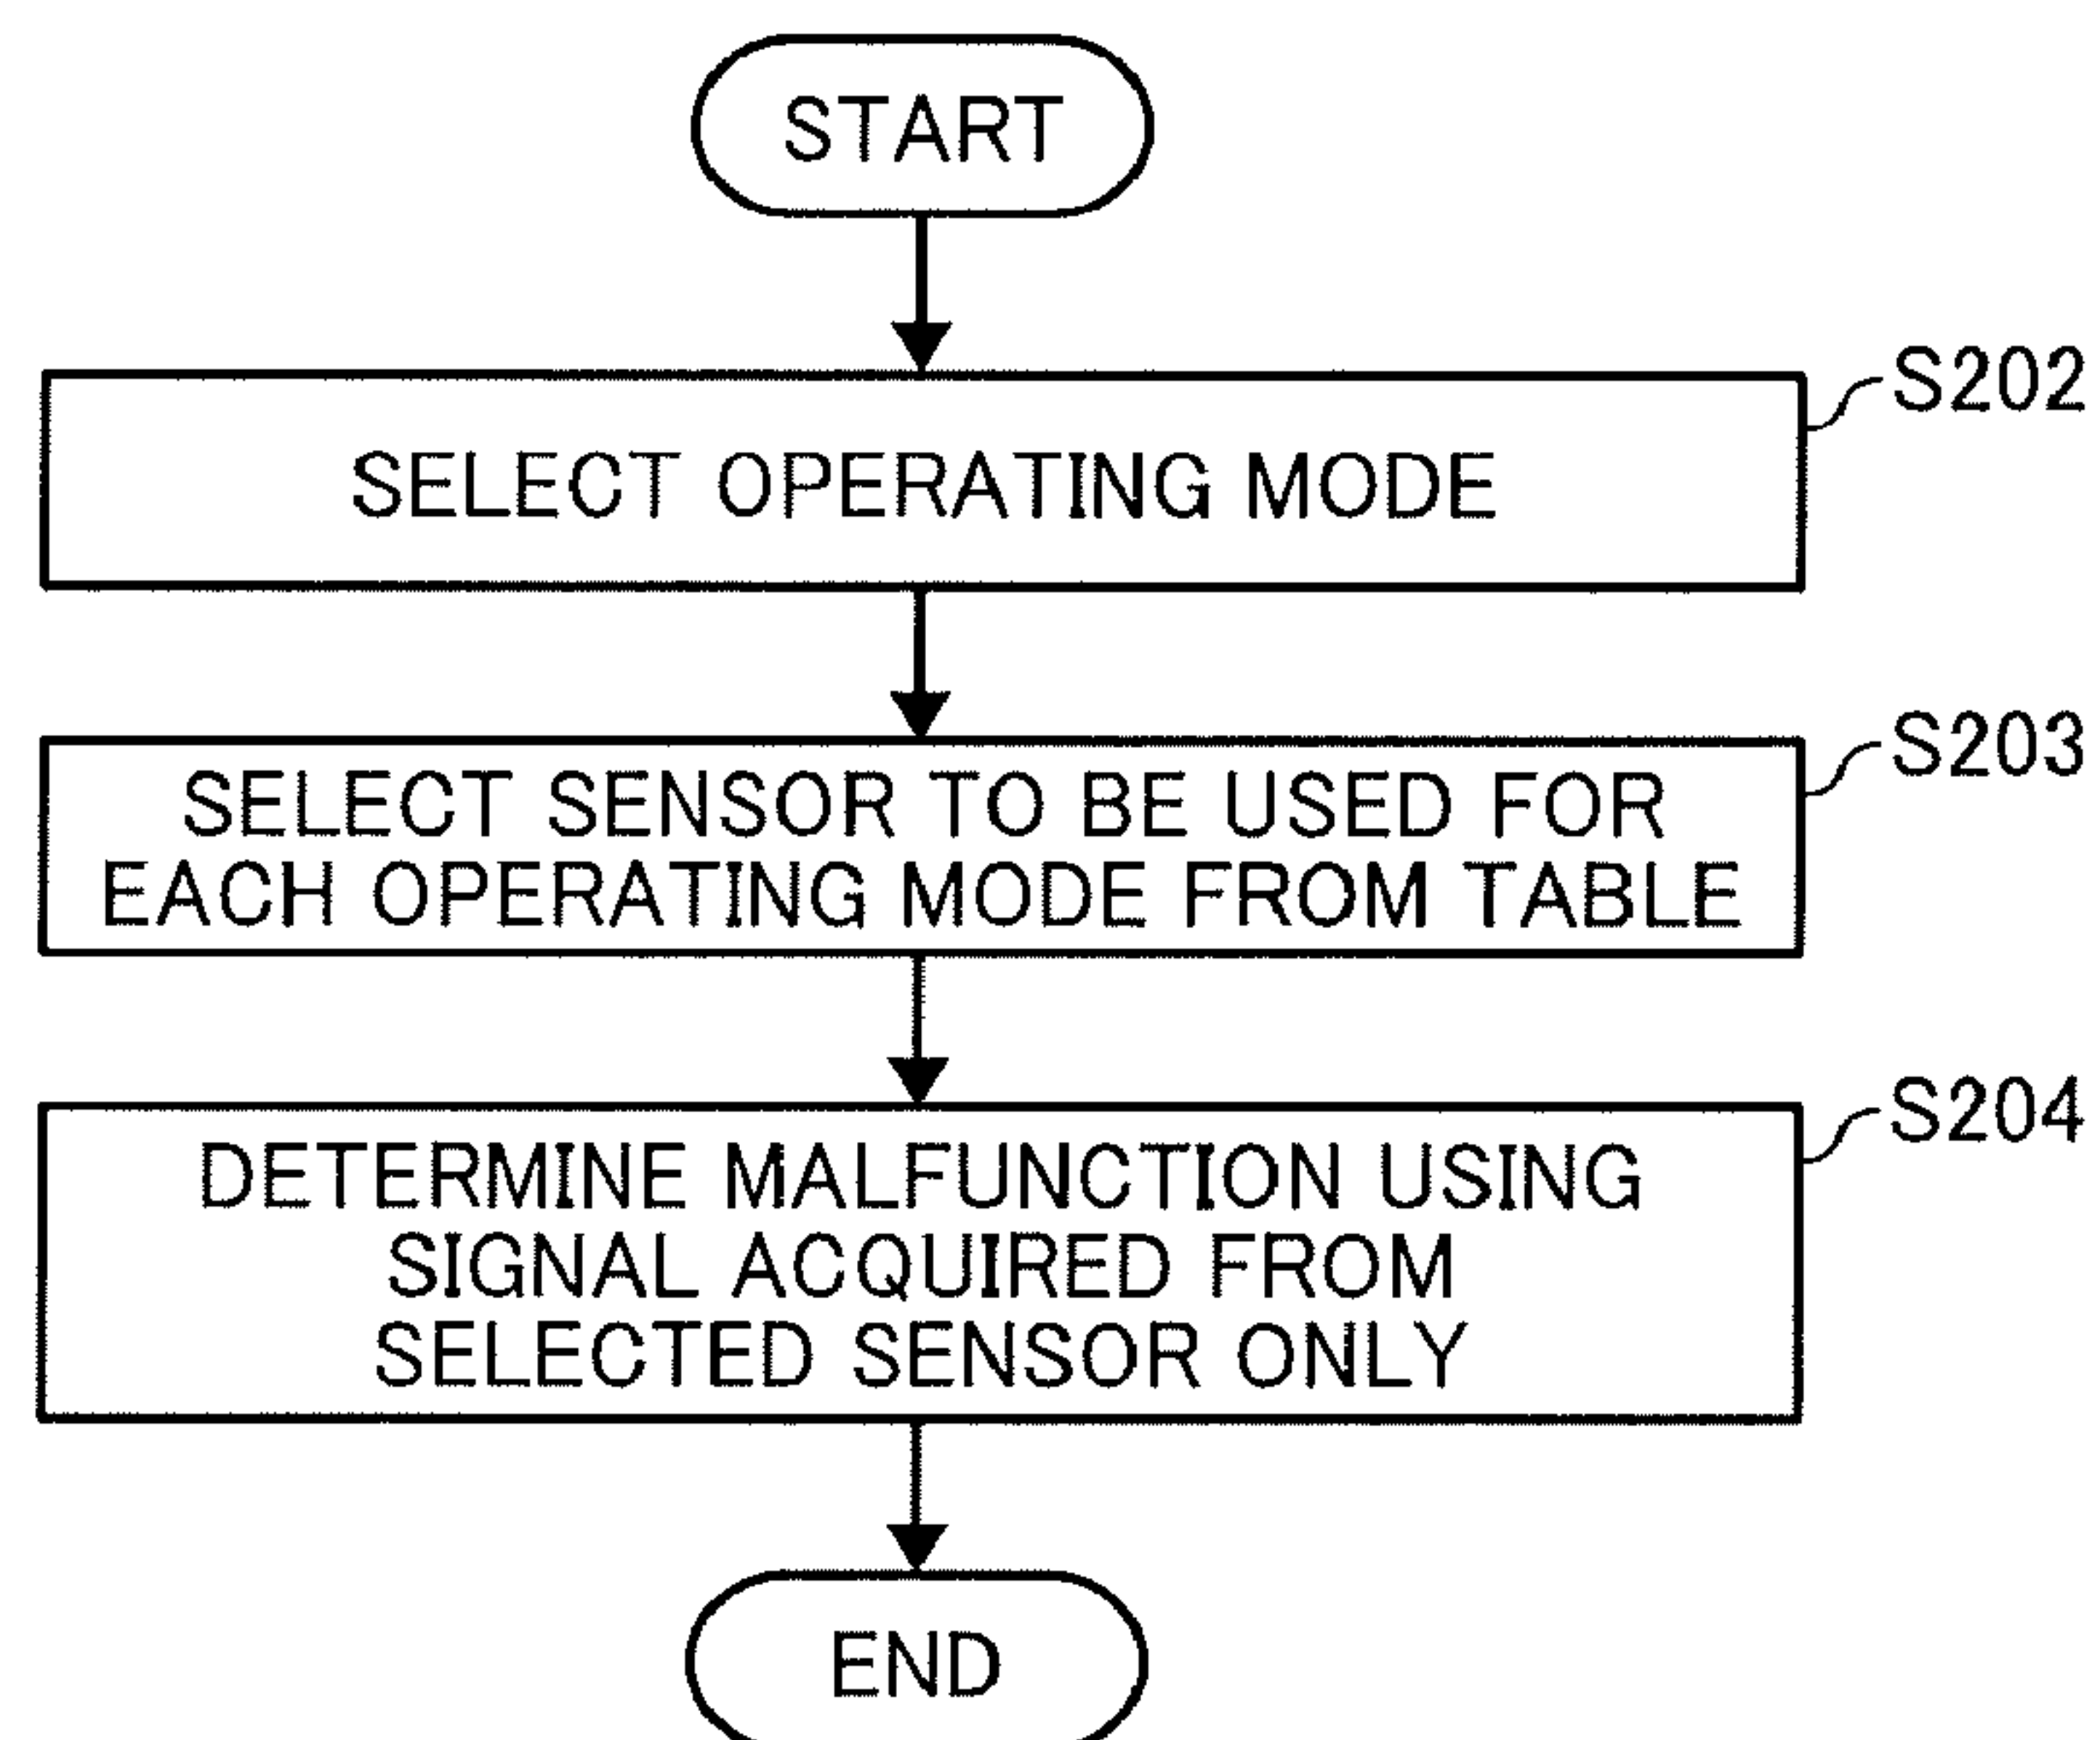 START
S202
SELECT OPERATING MODE
S203
SELECT SENSOR TO BE USED FOR
EACH OPERATING MODE FROM TABLE
S204
DETERMINE MALFUNCTION USING
SIGNAL ACQUIRED FROM
SELECTED SENSOR ONLY
END